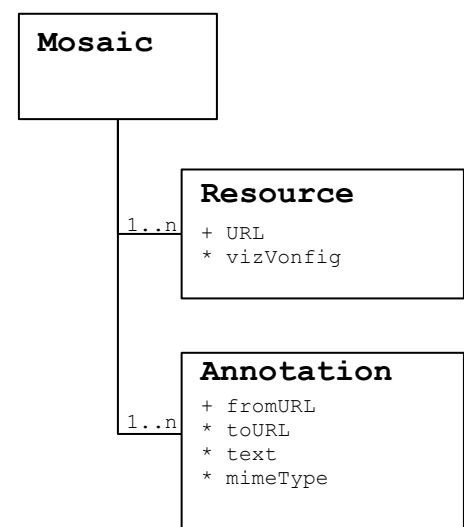 Mosaic
Resource
1..n
+ URL
* vizVonfig
Annotation
+ fromURL
1..n
* toURL
* text
* mimeType